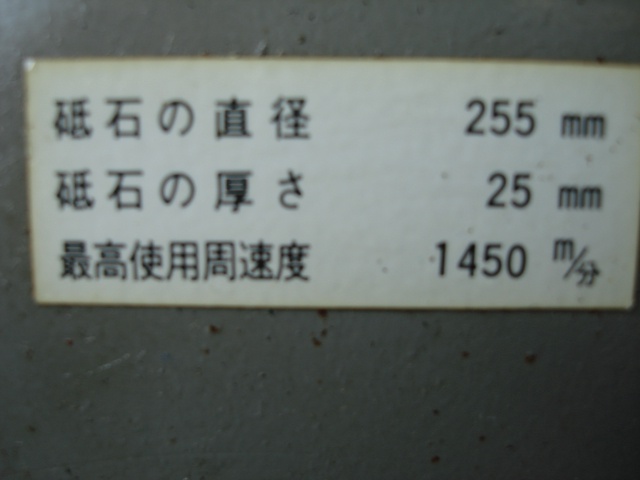 砥石の直径 255 mm
砥石の厚さ 25 mm
最高使用周速度 1450 m/分